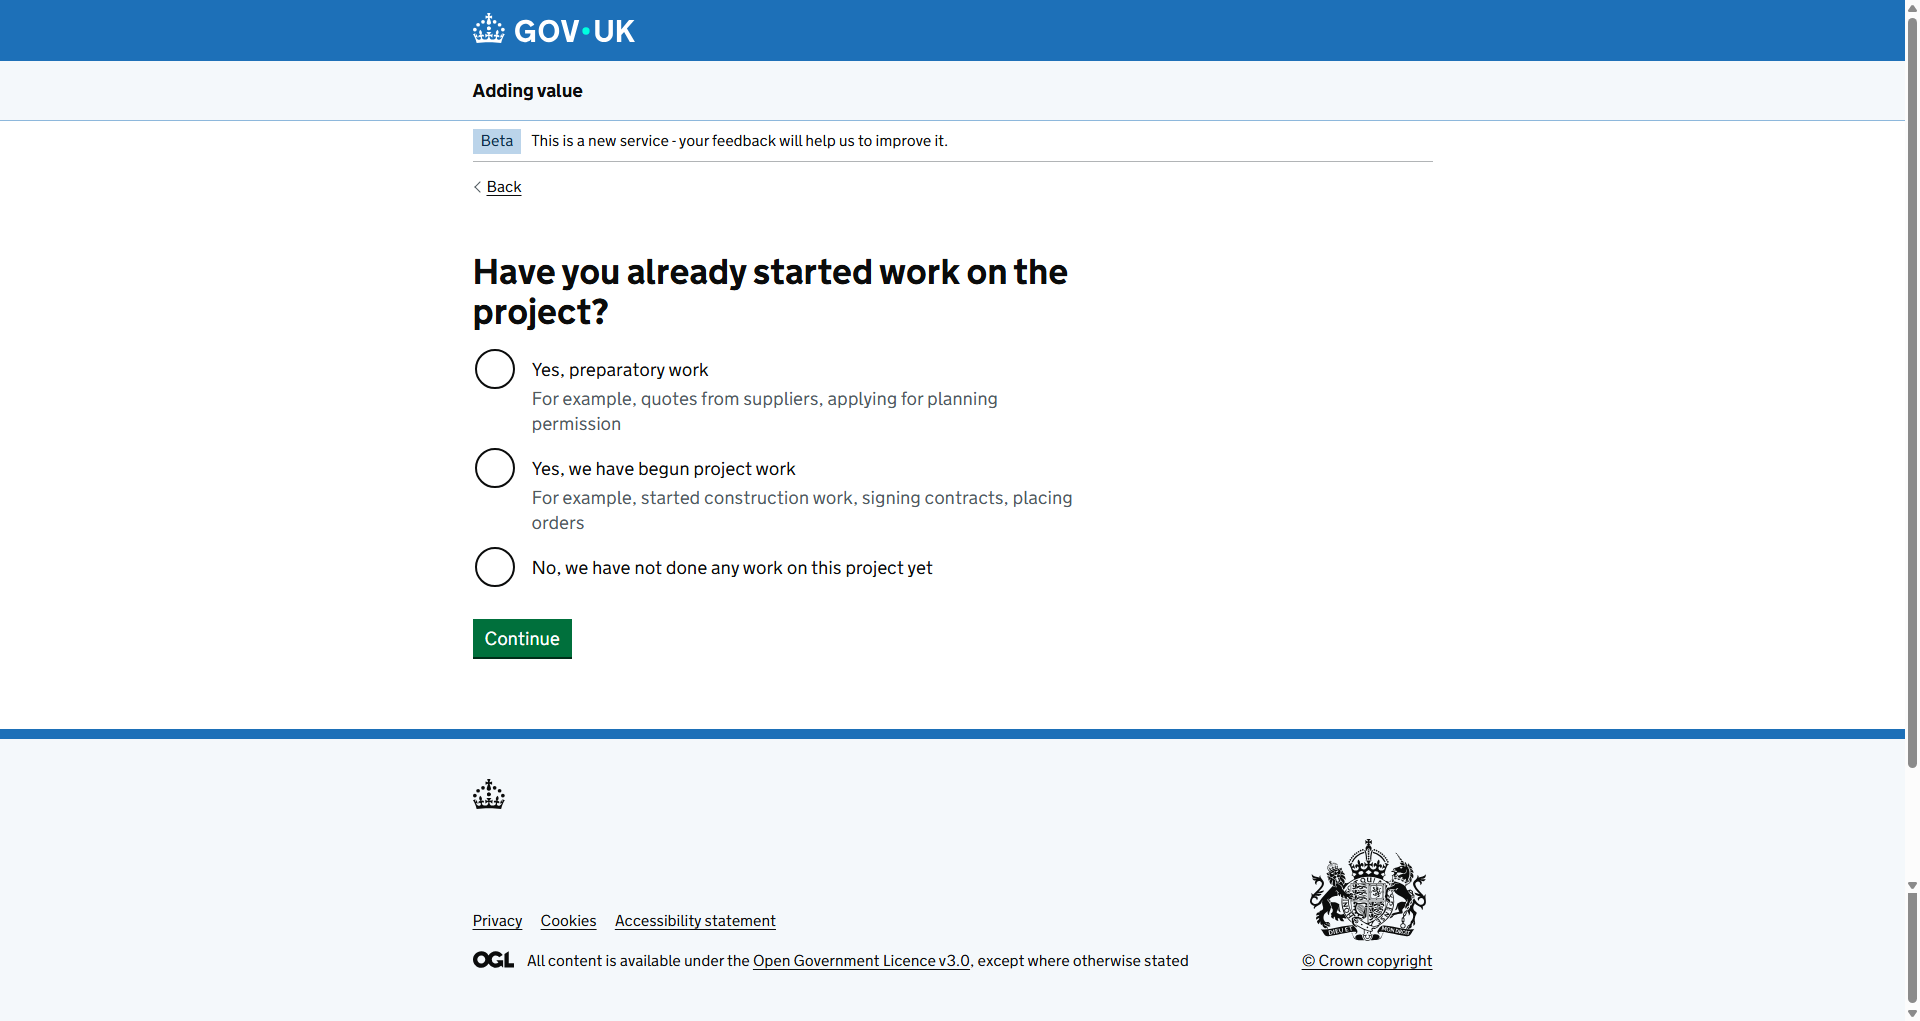 GOV·UK
Adding value
Beta This is a new service - your feedback will help us to improve it.
Back
Have you already started work on the
project?
Yes, preparatory work
For example, quotes from suppliers, applying for planning
permission
Yes, we have begun project work
For example, started construction work, signing contracts, placing
orders
No, we have not done any work on this project yet
Continue
Privacy Cookies Accessibility statement
OGL All content is available under the Open Government Licence v3.0, except where otherwise stated
© Crown copyright